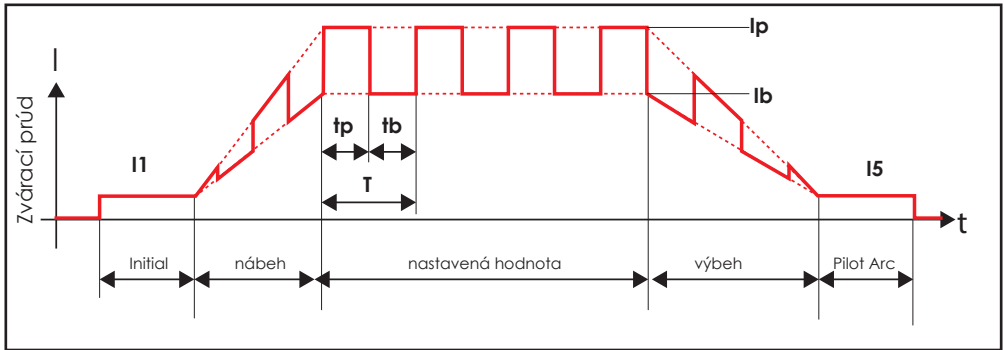 Ip
I
Ib
Zvárací prúd
tp tb
I1
T
I5
t
Initial nábeh nastavená hodnota výbeh Pilot Arc